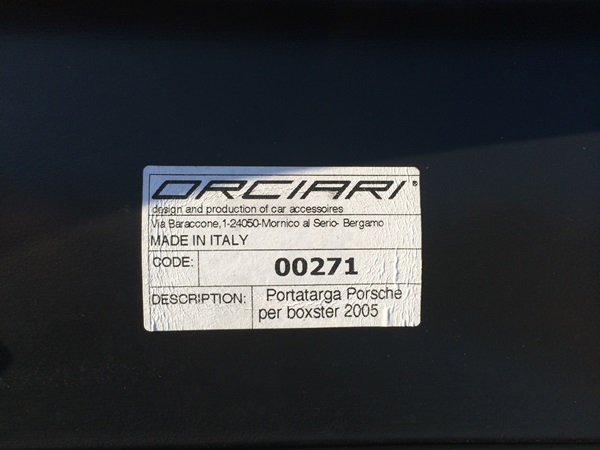 ORCIARI®
design and production of car accessoires
Via Baraccone,1-24050-Mornico al Serio- Bergamo
MADE IN ITALY
CODE: 00271
DESCRIPTION: Portatarga Porsche
per boxster 2005